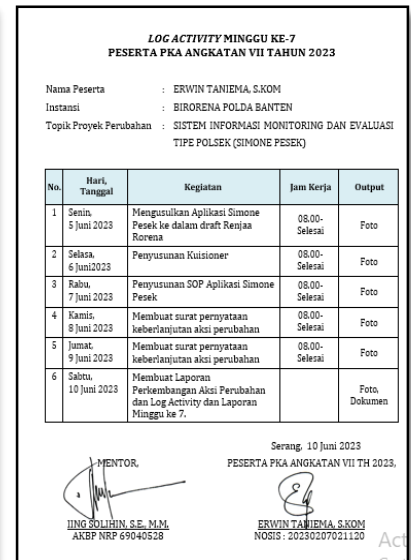 LOG ACTIVITY MINGGU KE-7
PESERTA PKA ANGKATAN VII TAHUN 2023
Nama Peserta : ERWIN TANIEMA, S.KOM
Instansi : BIRORENA POLDA BANTEN
Topik Proyek Perubahan : SISTEM INFORMASI MONITORING DAN EVALUASI
TIPE POLSEK (SIMONE PESEK)
No. Hari, Tanggal Kegiatan Jam Kerja Output
1 Senin, 5 Juni 2023 Mengusulkan Aplikasi Simone Pesek ke dalam draft Renjaa Rorena 08.00-Selesai Foto
2 Selasa, 6 Juni2023 Penyusunan Kuisioner 08.00-Selesai Foto
3 Rabu, 7 Juni 2023 Penyusunan SOP Aplikasi Simone Pesek 08.00-Selesai Foto
4 Kamis, 8 Juni 2023 Membuat surat pernyataan keberlanjutan aksi perubahan 08.00-Selesai Foto
5 Jumat, 9 Juni 2023 Membuat surat pernyataan keberlanjutan aksi perubahan 08.00-Selesai Foto
6 Sabtu, 10 Juni 2023 Membuat Laporan Perkembangan Aksi Perubahan dan Log Activity dan Laporan Minggu ke 7. Foto, Dokumen
Serang, 10 Juni 2023
MENTOR, PESERTA PKA ANGKATAN VII TH 2023,
IING SOLIHIN, S.E., M.M. ERWIN TANIEMA, S.KOM
AKBP NRP 69040528 NOSIS : 20230207021120
Act